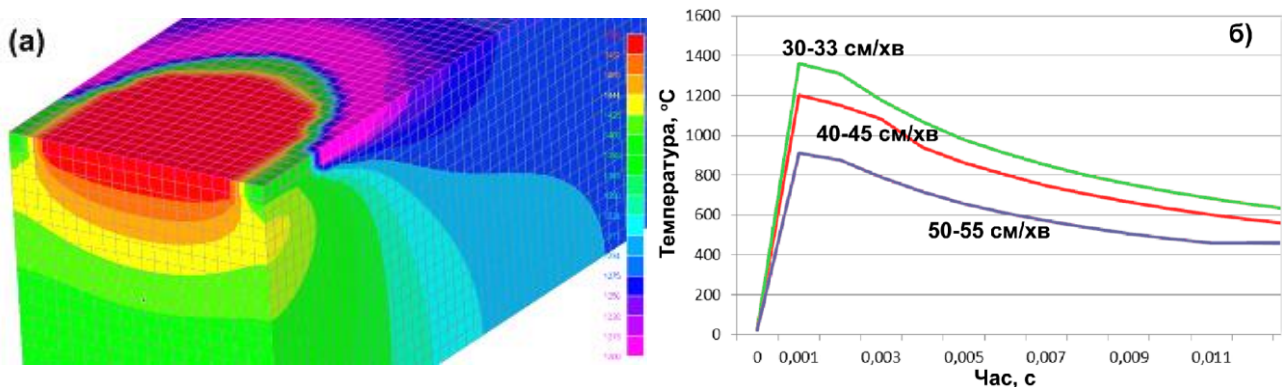 (а)
б)
1600
1400
1200
1000
800
600
400
200
0
30-33 см/хв
40-45 см/хв
50-55 см/хв
Температура, °С
0
0,001
0,003
0,005
0,007
0,009
0,011
Час, с